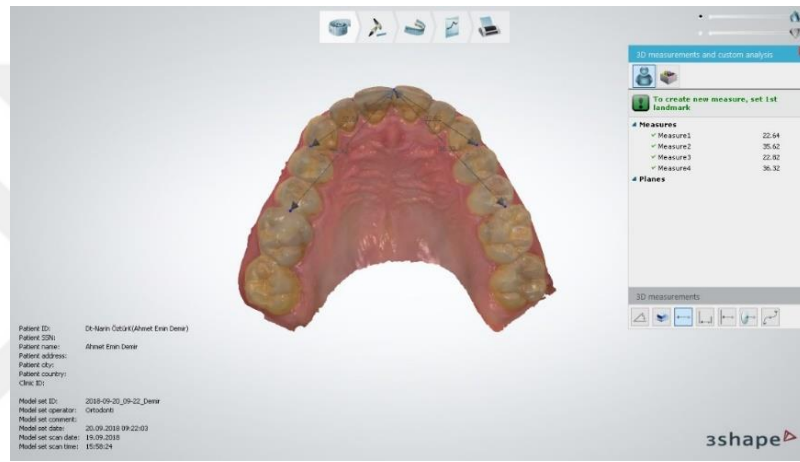 3D measurements and custom analysis
To create new measure, set 1st
landmark
Measures
Measure1 22.64
Measure2 35.62
Measure3 22.82
Measure4 36.32
Planes
3D measurements
Patient ID: Dt-Narin Öztürk(Ahmet Emin Demir)
Patient SSN:
Patient name: Ahmet Emin Demir
Patient address:
Patient city:
Patient country:
Clinic ID:
Model set ID: 2018-09-20_09-22_Demir
Model set operator: Ortodonti
Model set comment:
Model set date: 20.09.2018 09:22:03
Model set scan date: 19.09.2018
Model set scan time: 15:58:24
3shape